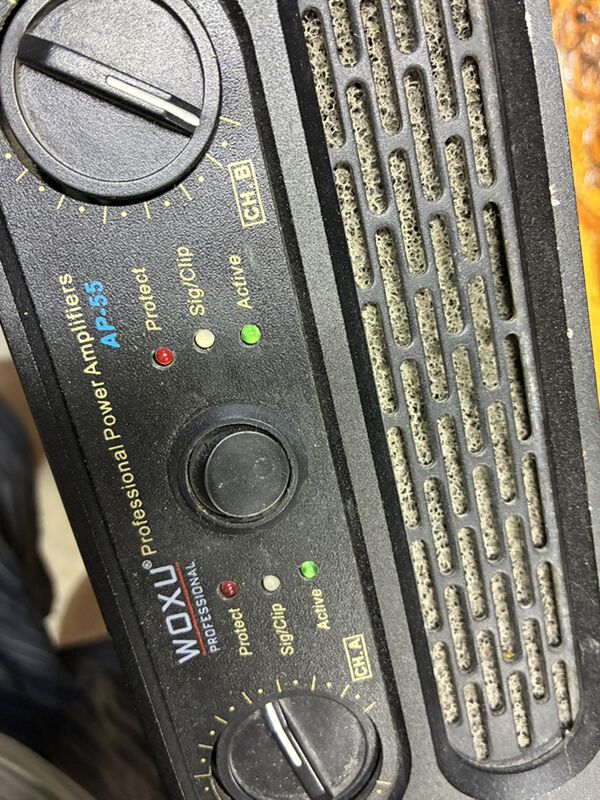 WOXU® Professional Power Amplifiers
PROFESSIONAL
AP-55
CH.A
Protect
Sig/Clip
Active
Protect
Sig/Clip
Active
CH.B